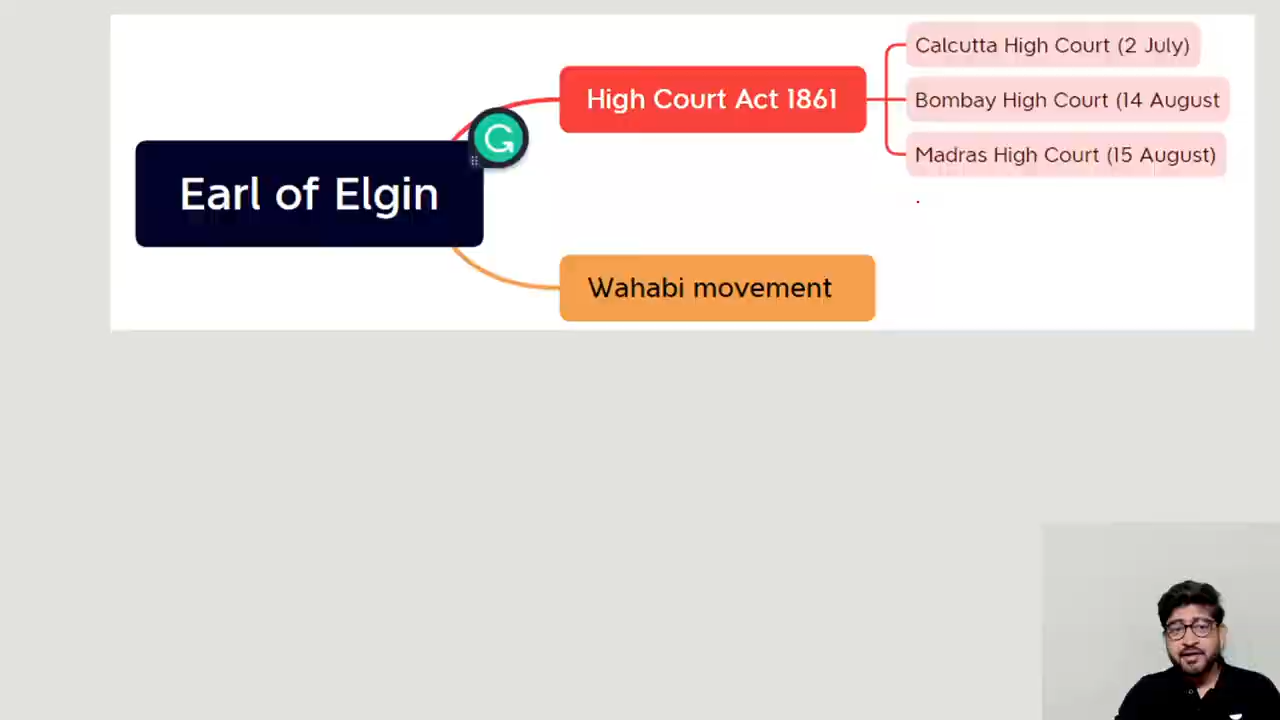 Calcutta High Court (2 July)
High Court Act 1861
Bombay High Court (14 August
Madras High Court (15 August)
Earl of Elgin
Wahabi movement